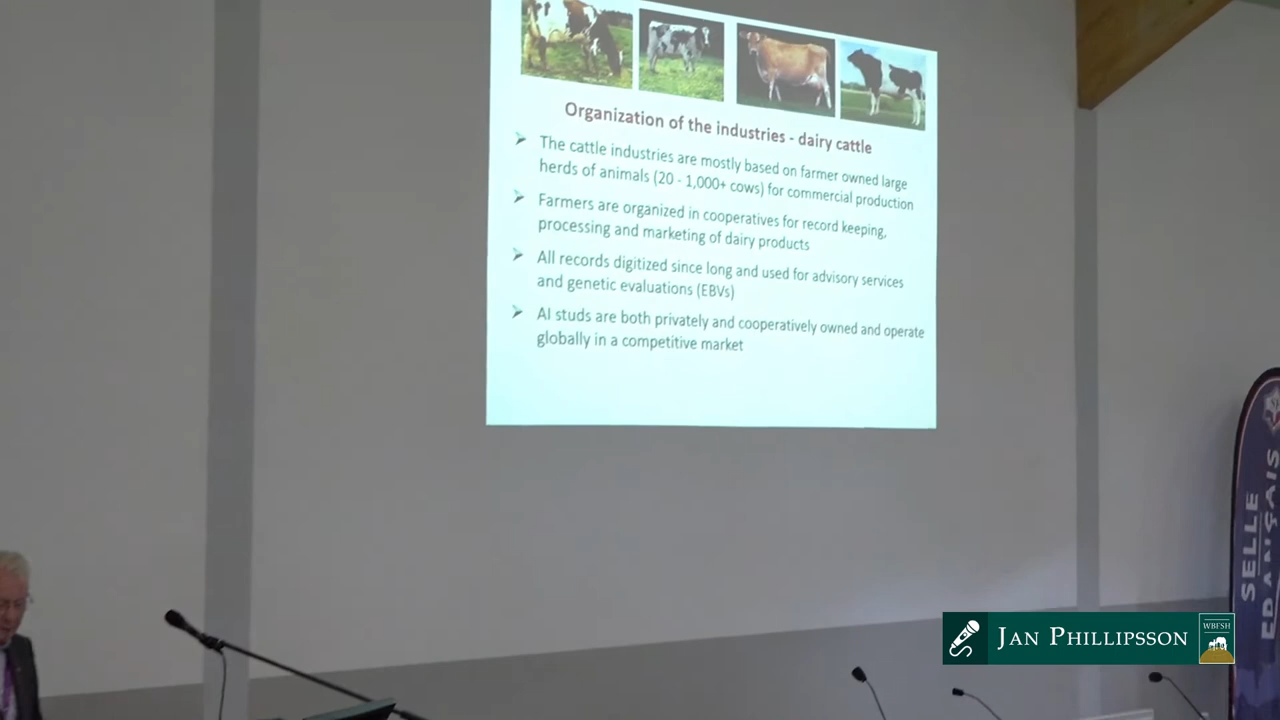 Organization of the industries - dairy cattle
The cattle industries are mostly based on farmer owned large
herds of animals (20 - 1,000+ cows) for commercial production
Farmers are organized in cooperatives for record keeping,
processing and marketing of dairy products
All records digitized since long and used for advisory services
and genetic evaluations (EBVs)
AI studs are both privately and cooperatively owned and operate
globally in a competitive market
SELLE
FRANÇAIS
JAN PHILLIPSSON
WBFSH